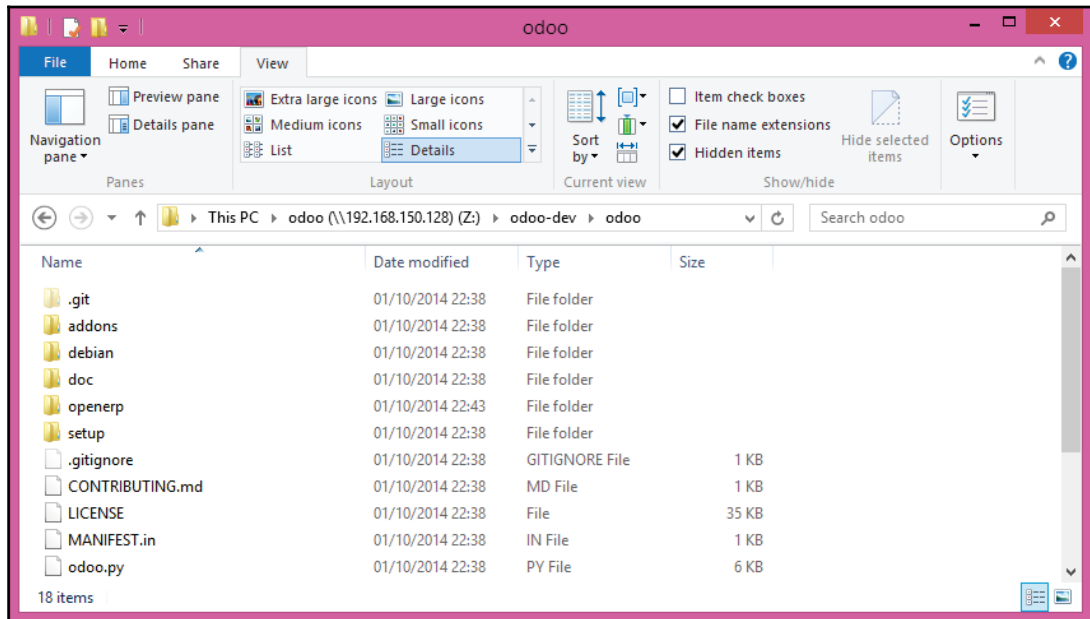 odoo
File Home Share View
Navigation pane
Preview pane
Details pane
Panes
Extra large icons Large icons
Medium icons Small icons
List Details
Layout
Sort by
Current view
Item check boxes
File name extensions
Hidden items
Hide selected items
Show/hide
Options
This PC odoo (\\192.168.150.128) (Z:) odoo-dev odoo
Search odoo
Name Date modified Type Size
.git 01/10/2014 22:38 File folder
addons 01/10/2014 22:38 File folder
debian 01/10/2014 22:38 File folder
doc 01/10/2014 22:38 File folder
openerp 01/10/2014 22:43 File folder
setup 01/10/2014 22:38 File folder
.gitignore 01/10/2014 22:38 GITIGNORE File 1 KB
CONTRIBUTING.md 01/10/2014 22:38 MD File 1 KB
LICENSE 01/10/2014 22:38 File 35 KB
MANIFEST.in 01/10/2014 22:38 IN File 1 KB
odoo.py 01/10/2014 22:38 PY File 6 KB
18 items